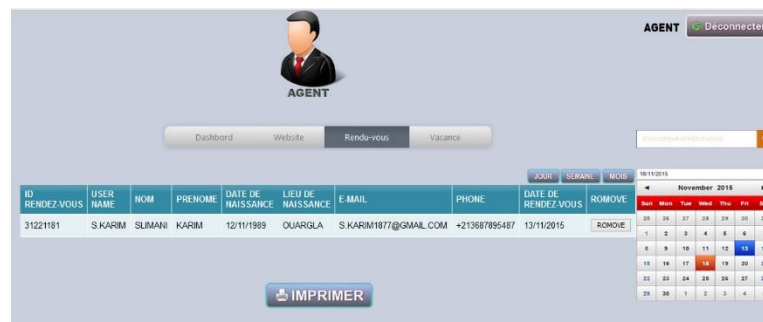 AGENT Déconnecter
AGENT
Dashbord Website Rendu-vous Vacance
JOUR SEMAINE MOIS
18/11/2015
November 2015
Sun Mon Tue Wed Thu Fri
25 26 27 28 29 30
1 2 3 4 5 6
8 9 10 11 12 13
15 16 17 18 19 20
22 23 24 25 26 27
29 30 1 2 3 4
ID RENDEZ-VOUS USER NAME NOM PRENOME DATE DE NAISSANCE LIEU DE NAISSANCE E-MAIL PHONE DATE DE RENDEZ-VOUS ROMOVE
31221181 S.KARIM SLIMANI KARIM 12/11/1989 OUARGLA S.KARIM1877@GMAIL.COM +213687895487 13/11/2015 ROMOVE
IMPRIMER